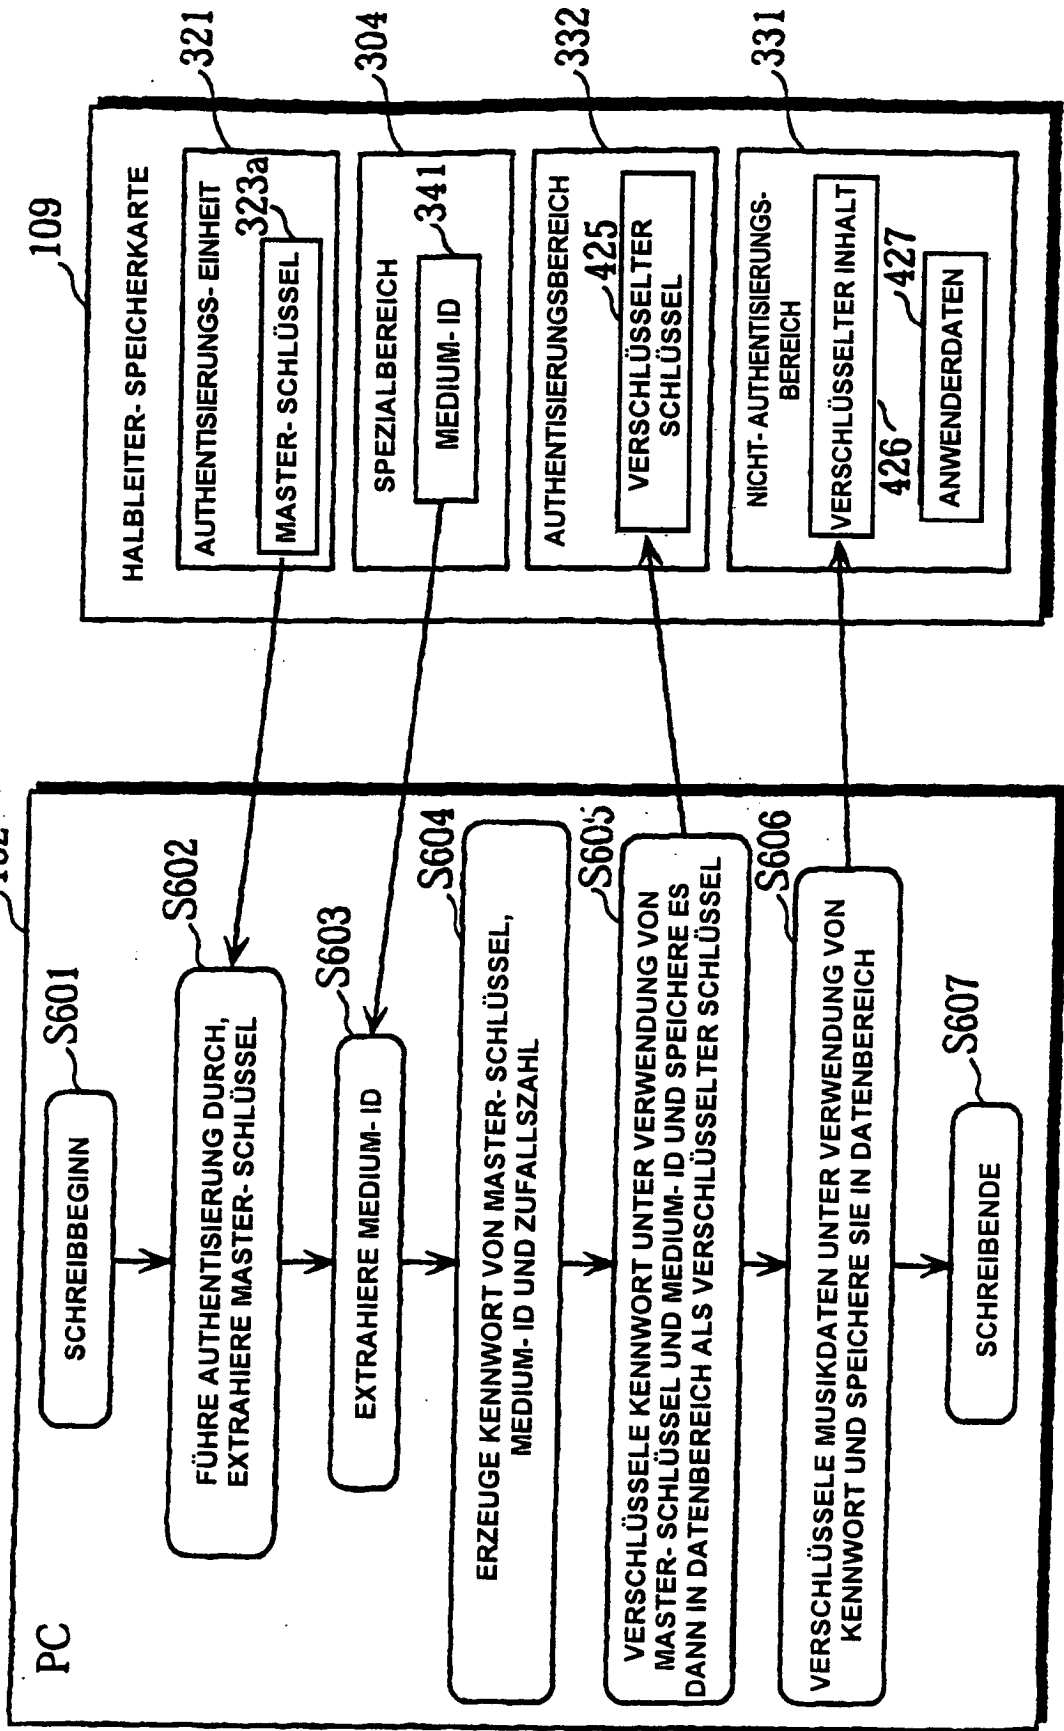 PC
SCHREIBBEGINN
S601
FÜHRE AUTHENTISIERUNG DURCH,
EXTRAHIERE MASTER- SCHLÜSSEL
S602
EXTRAHIERE MEDIUM- ID
S603
ERZEUGE KENNWORT VON MASTER- SCHLÜSSEL,
MEDIUM- ID UND ZUFALLSZAHL
S604
VERSCHLÜSSELE KENNWORT UNTER VERWENDUNG VON
MASTER- SCHLÜSSEL UND MEDIUM- ID UND SPEICHERE ES
DANN IN DATENBEREICH ALS VERSCHLÜSSELTER SCHLÜSSEL
S605
VERSCHLÜSSELE MUSIKDATEN UNTER VERWENDUNG VON
KENNWORT UND SPEICHERE SIE IN DATENBEREICH
S606
SCHREIBENDE
S607
109
HALBLEITER- SPEICHERKARTE
AUTHENTISIERUNGS- EINHEIT
321
323a
MASTER- SCHLÜSSEL
SPEZIALBEREICH
304
341
MEDIUM- ID
AUTHENTISIERUNGSBEREICH
332
425
VERSCHLÜSSELTER
SCHLÜSSEL
NICHT- AUTHENTISIERUNGS-
BEREICH
331
VERSCHLÜSSELTER INHALT
426
427
ANWENDERDATEN